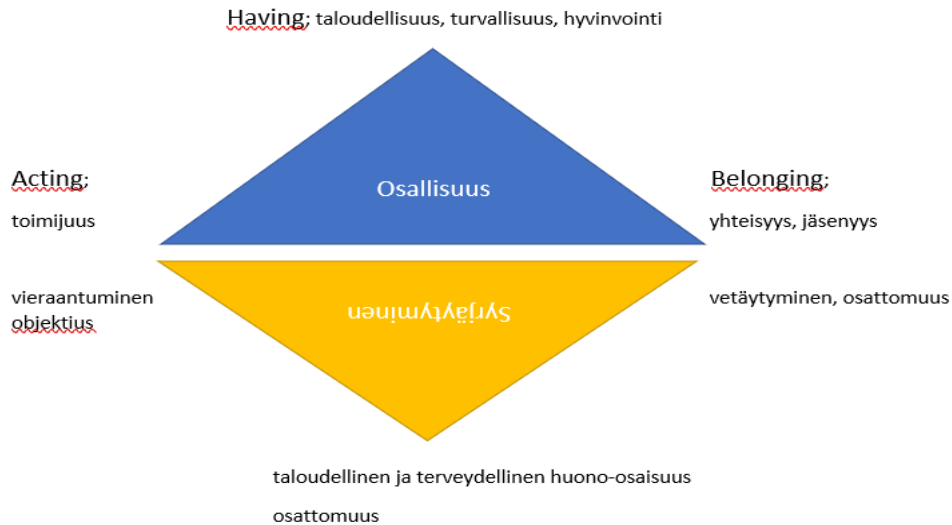 Having; taloudellisuus, turvallisuus, hyvinvointi
Acting;
toimijuus
Osallisuus
Belonging;
yhteisyys, jäsenyys
vieraantuminen
objektius
Syrjäytyminen
vetäytyminen, osattomuus
taloudellinen ja terveydellinen huono-osaisuus
osattomuus